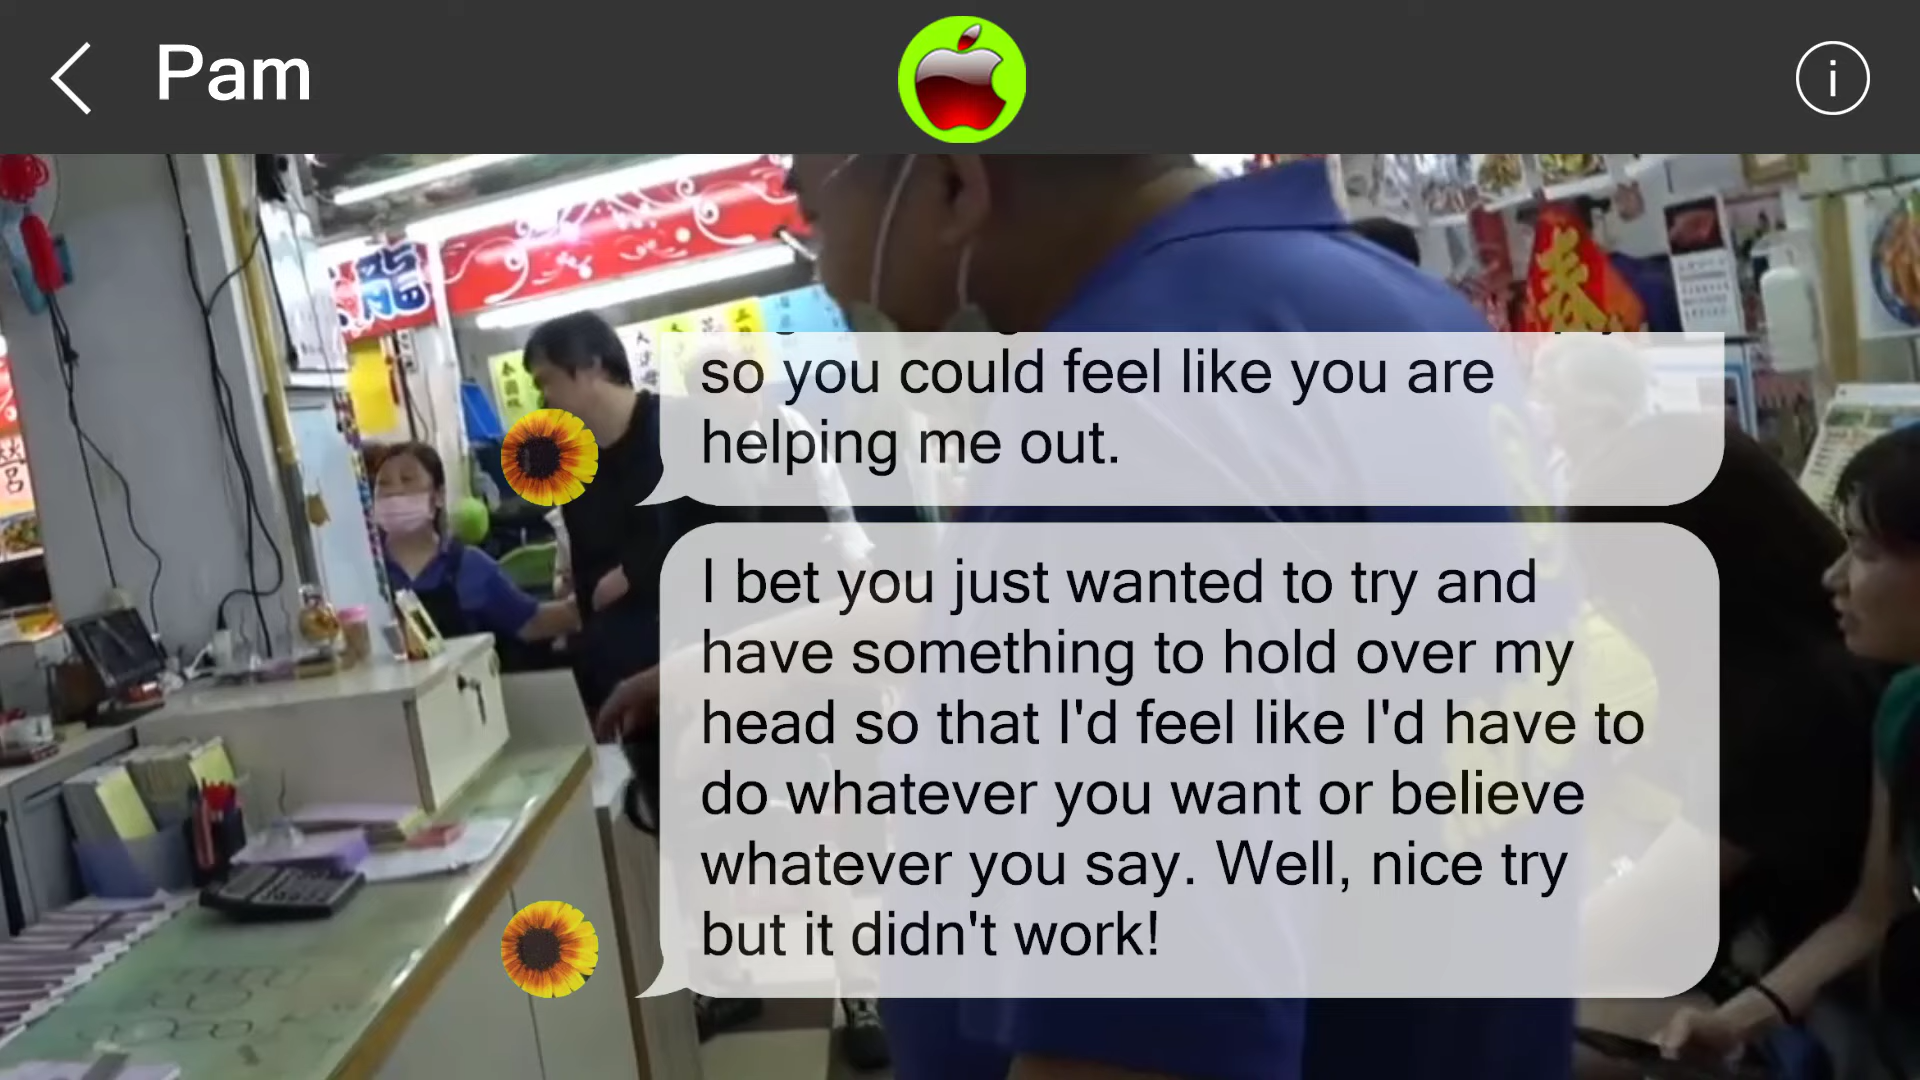 Pam
i
龍
春
so you could feel like you are
helping me out.
I bet you just wanted to try and
have something to hold over my
head so that I'd feel like I'd have to
do whatever you want or believe
whatever you say. Well, nice try
but it didn't work!